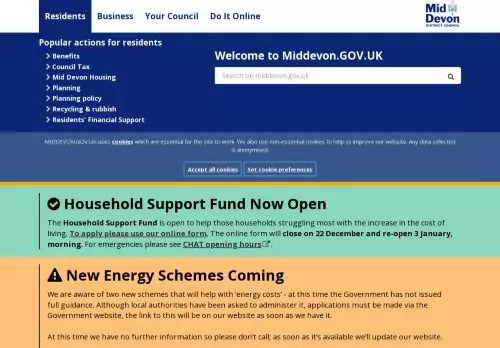 Residents Business Your Council Do It Online
Mid
Devon
DISTRICT COUNCIL
Popular actions for residents
Benefits
Council Tax
Mid Devon Housing
Planning
Planning policy
Recycling & rubbish
Residents' Financial Support
Welcome to Middevon.GOV.UK
Search on middevon.gov.uk
MIDDEVON.GOV.UK uses cookies which are essential for the site to work. We also use non-essential cookies to help us improve our website. Any data collected
is anonymised.
Accept all cookies Set cookie preferences
Household Support Fund Now Open
The Household Support Fund is open to help those households struggling most with the increase in the cost of
living. To apply please use our online form. The online form will close on 22 December and re-open 3 January,
morning. For emergencies please see CHAT opening hours.
New Energy Schemes Coming
We are aware of two new schemes that will help with 'energy costs' - at this time the Government has not issued
full guidance. Although local authorities have been asked to administer it, applications must be made via the
Government website, the link to this will be on our website as soon as we have it.
At this time we have no further information so please don't call; as soon as it's available we'll update our website.